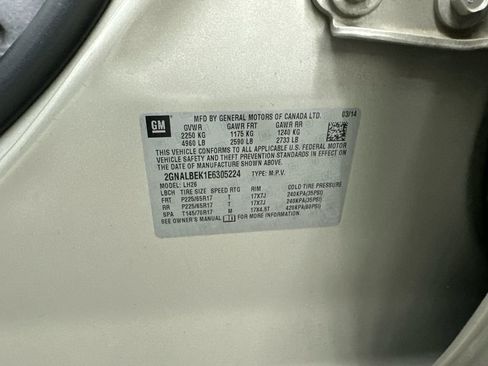 MFD BY GENERAL MOTORS OF CANADA LTD.
GM GVWR GAWR FRT GAWR RR 03/14
2250 KG 1175 KG 1240 KG
4960 LB 2590 LB 2733 LB
THIS VEHICLE CONFORMS TO ALL APPLICABLE U.S. FEDERAL MOTOR
VEHICLE SAFETY AND THEFT PREVENTION STANDARDS IN EFFECT ON
THE DATE OF MANUFACTURE SHOWN ABOVE.
2GNALBEK1E6305224 TYPE: M.P.V.
MODEL: LH26
LBCH TIRE SIZE SPEED RTG RIM COLD TIRE PRESSURE
FRT P225/65R17 T 17X7J 240KPA(35PSI)
RR P225/65R17 T 17X7J 240KPA(35PSI)
SPA T145/70R17 M 17X4.5T 420KPA(60PSI)
SEE OWNER'S MANUAL FOR MORE INFORMATION.